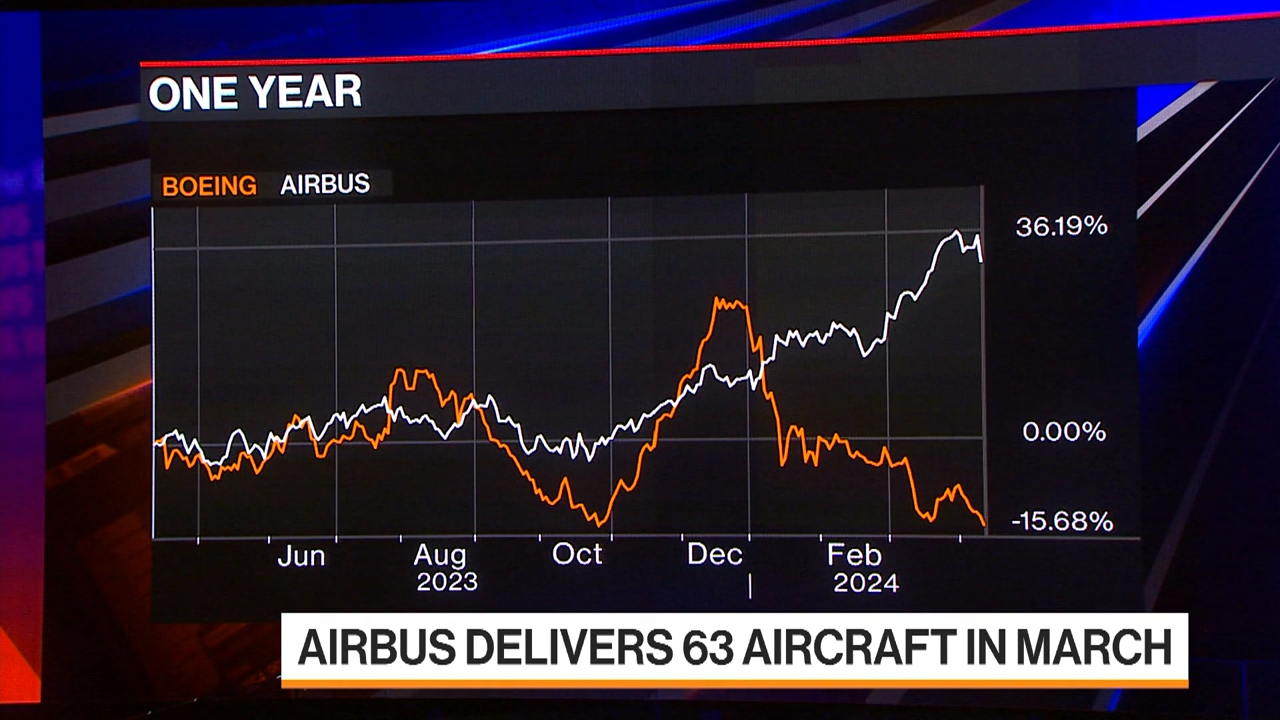 ONE YEAR
BOEING AIRBUS
36.19%
0.00%
-15.68%
Jun Aug Oct Dec Feb
2023 2024
AIRBUS DELIVERS 63 AIRCRAFT IN MARCH